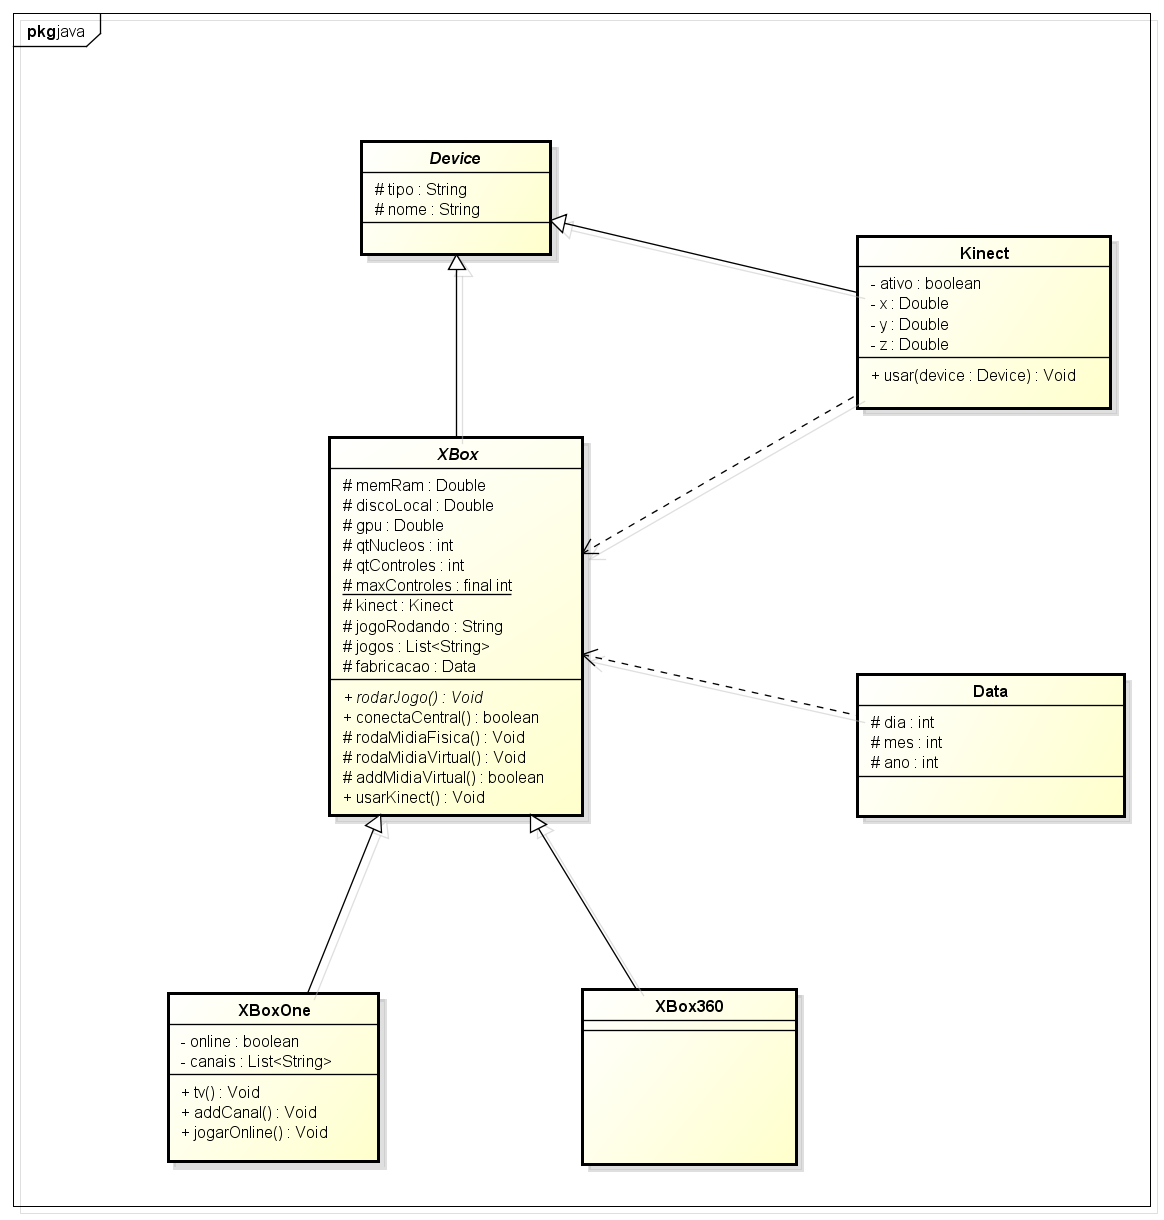 pkg java
Device
# tipo : String
# nome : String
Kinect
- ativo : boolean
- x : Double
- y : Double
- z : Double
+ usar(device : Device) : Void
XBox
# memRam : Double
# discoLocal : Double
# gpu : Double
# qtNucleos : int
# qtControles : int
# maxControles : final int
# kinect : Kinect
# jogoRodando : String
# jogos : List<String>
# fabricacao : Data
+ rodarJogo() : Void
+ conectaCentral() : boolean
# rodaMidiaFisica() : Void
# rodaMidiaVirtual() : Void
# addMidiaVirtual() : boolean
+ usarKinect() : Void
Data
# dia : int
# mes : int
# ano : int
XBoxOne
- online : boolean
- canais : List<String>
+ tv() : Void
+ addCanal() : Void
+ jogarOnline() : Void
XBox360